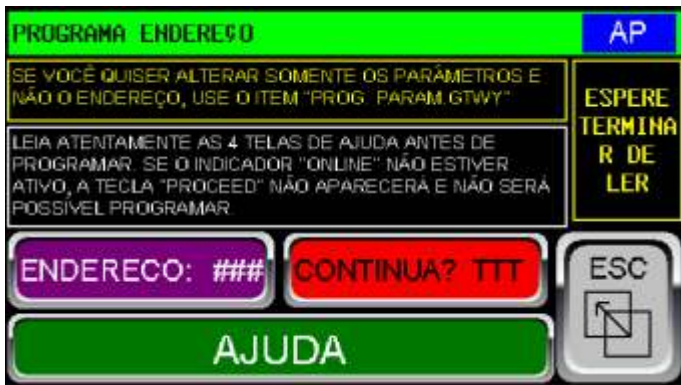 PROGRAMA ENDEREÇO
AP
SE VOCÊ QUISER ALTERAR SOMENTE OS PARÂMETROS E
NÃO O ENDEREÇO, USE O ITEM "PROG. PARAM.GTWY"
ESPERE
TERMINA
R DE
LER
LEIA ATENTAMENTE AS 4 TELAS DE AJUDA ANTES DE
PROGRAMAR. SE O INDICADOR "ONLINE" NÃO ESTIVER
ATIVO, A TECLA "PROCEED" NÃO APARECERÁ E NÃO SERÁ
POSSÍVEL PROGRAMAR.
ENDERECO: ###
CONTINUA? TTT
ESC
AJUDA